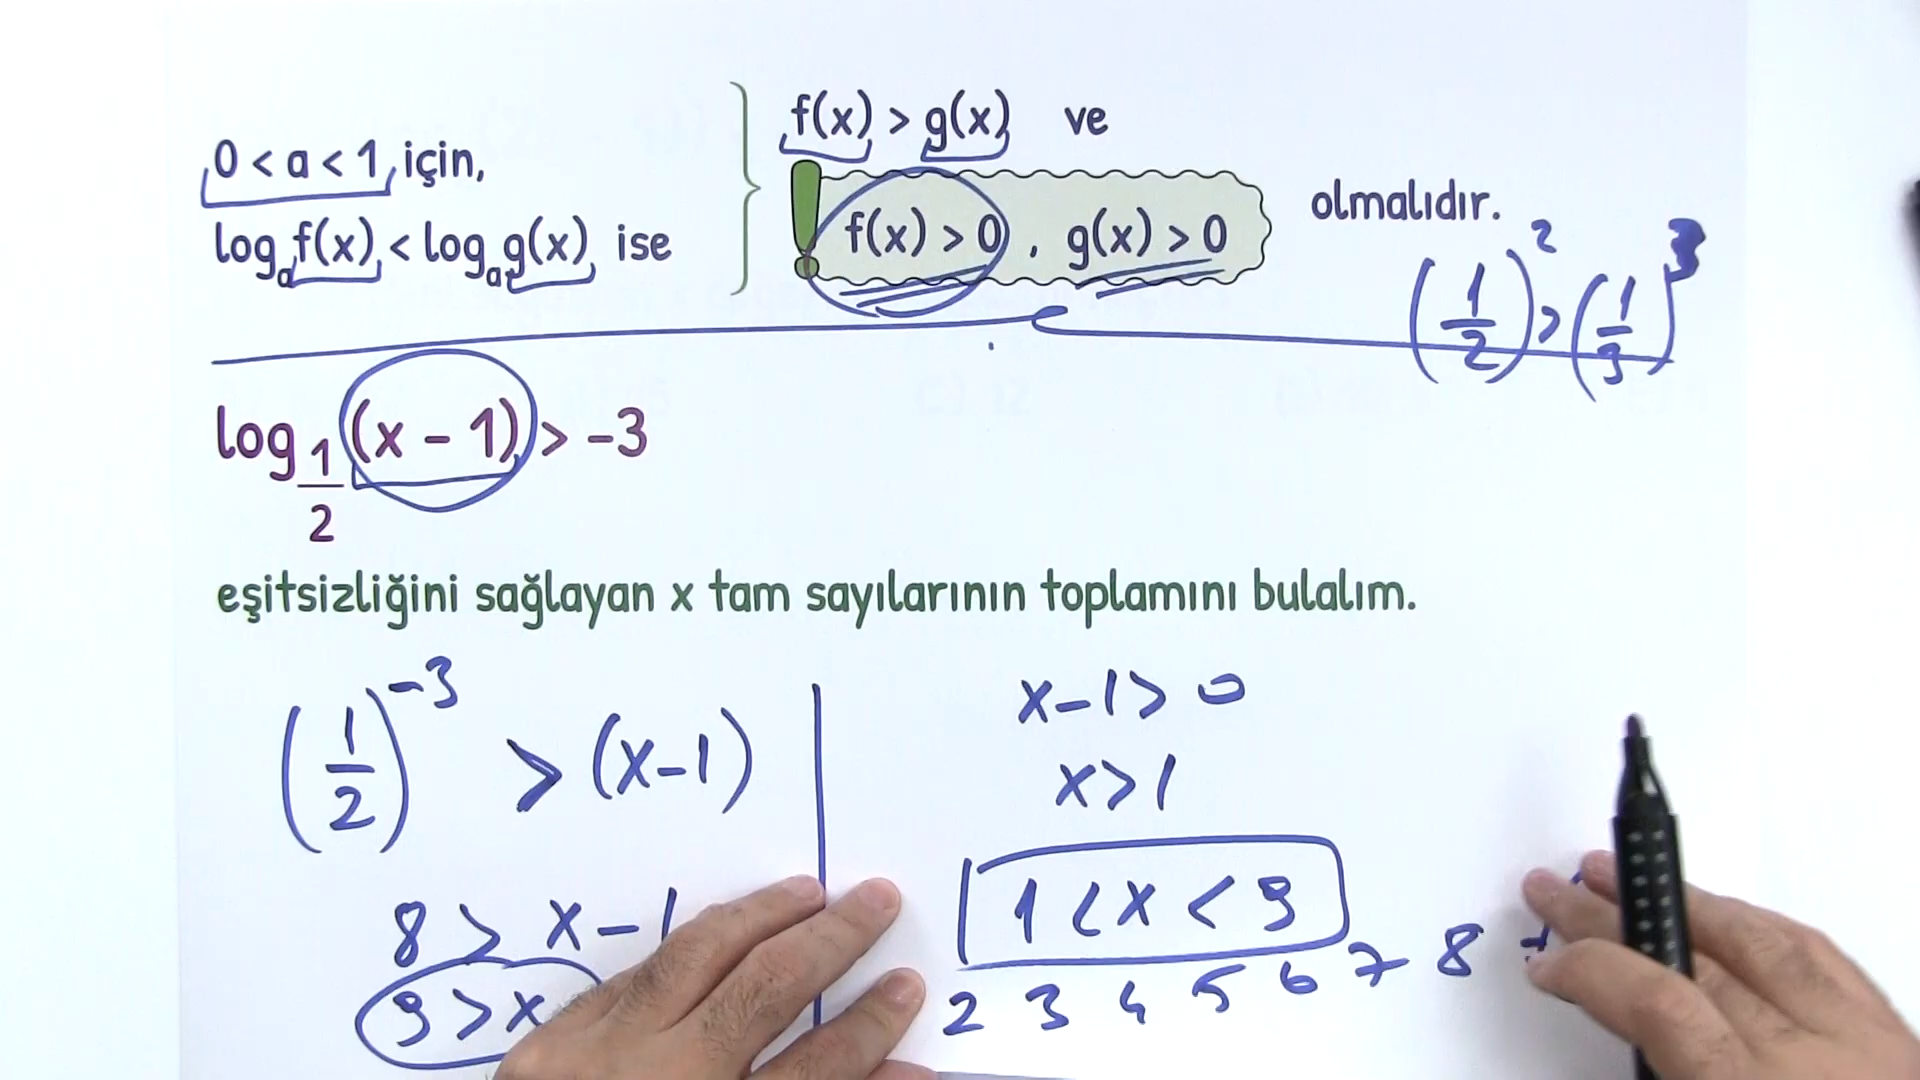 0 < a < 1 için,
logₐf(x) < logₐg(x) ise
f(x) > g(x) ve
f(x) > 0 , g(x) > 0
olmalıdır.
(1/2)² > (1/3)³
log_1/2 (x - 1) > -3
eşitsizliğini sağlayan x tam sayılarının toplamını bulalım.
(1/2)⁻³ > (x-1)
8 > x-1
9 > x
x-1 > 0
x > 1
1 < x < 9
2 3 4 5 6 7 8